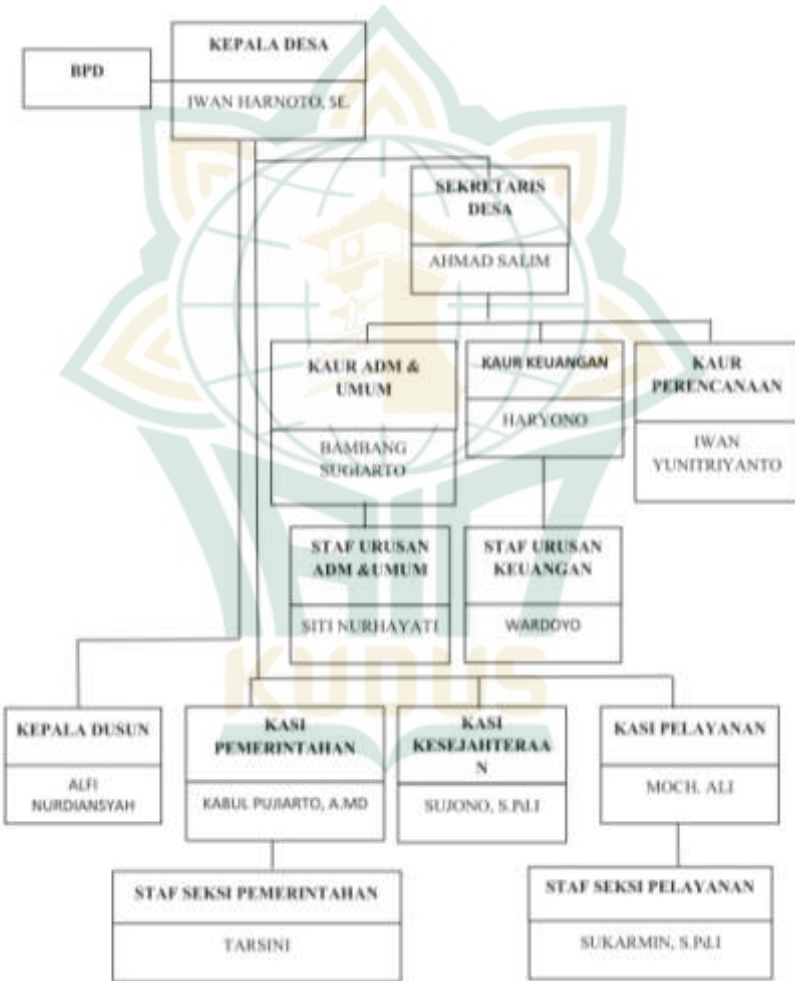 KEPALA DESA
BPD
IWAN HARNOTO, SE.
SEKRETARIS
DESA
AHMAD SALIM
KAUR ADM &
UMUM
BAMBANG
SUGIARTO
KAUR KEUANGAN
HARYONO
KAUR
PERENCANAAN
IWAN
YUNITRIYANTO
STAF URUSAN
ADM &UMUM
SITI NURHAYATI
STAF URUSAN
KEUANGAN
WARDOYO
KUDUS
KEPALA DUSUN
ALFI
NURDIANSYAH
KASI
PEMERINTAHAN
KABUL PUJIARTO, A.MD
KASI
KESEJAHTERAA
N
SUJONO, S.Pd.I
KASI PELAYANAN
MOCH. ALI
STAF SEKSI PEMERINTAHAN
TARSINI
STAF SEKSI PELAYANAN
SUKARMIN, S.Pd.I